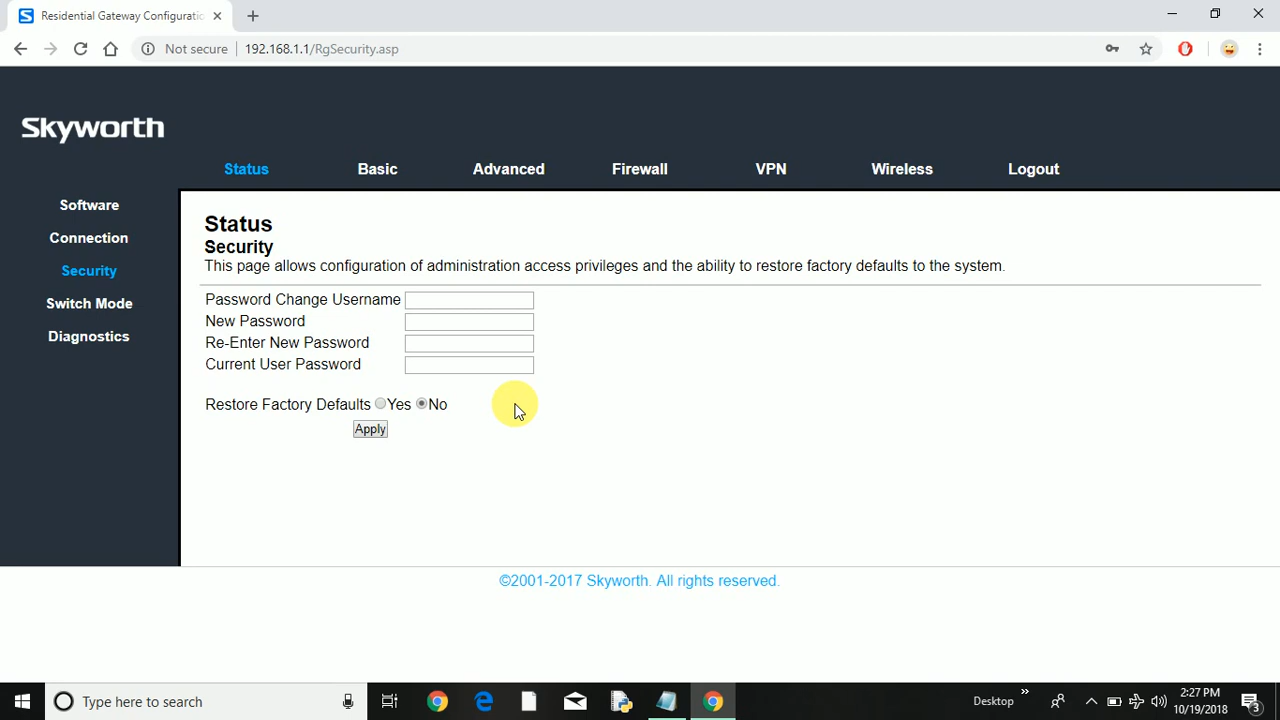 Residential Gateway Configuratio
Not secure 192.168.1.1/RgSecurity.asp
Skyworth
Status Basic Advanced Firewall VPN Wireless Logout
Software
Connection
Security
Switch Mode
Diagnostics
Status
Security
This page allows configuration of administration access privileges and the ability to restore factory defaults to the system.
Password Change Username
New Password
Re-Enter New Password
Current User Password
Restore Factory Defaults Yes No
Apply
©2001-2017 Skyworth. All rights reserved.
Type here to search
Desktop
2:27 PM
10/19/2018
3